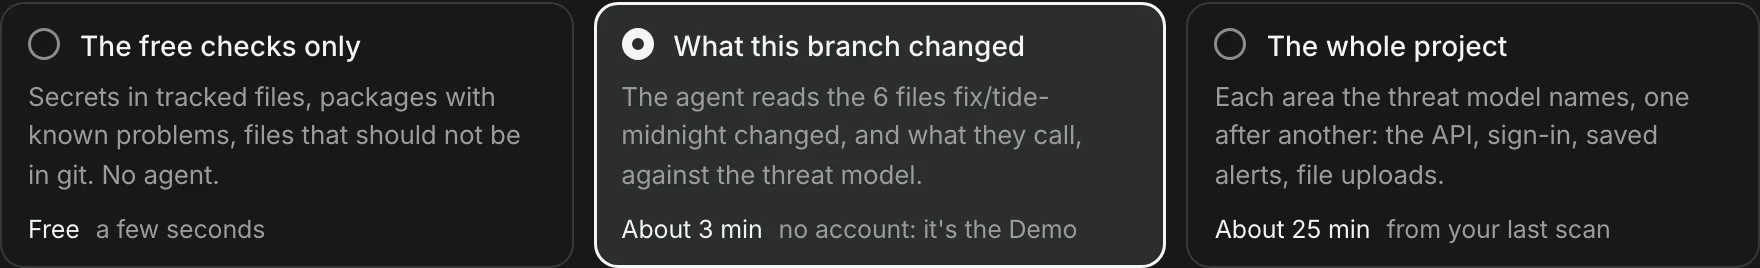 The free checks only
Secrets in tracked files, packages with
known problems, files that should not be
in git. No agent.
Free a few seconds
What this branch changed
The agent reads the 6 files fix/tide-
midnight changed, and what they call,
against the threat model.
About 3 min no account: it's the Demo
The whole project
Each area the threat model names, one
after another: the API, sign-in, saved
alerts, file uploads.
About 25 min from your last scan